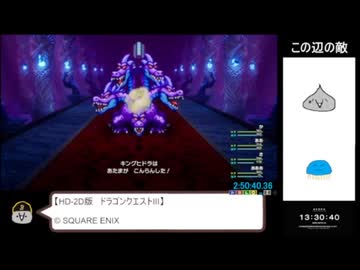 この辺の敵
キングヒドラは
あたまが こんらんした!
2:50:40.36
【HD-2D版 ドラゴンクエストIII】
© SQUARE ENIX
13:30:40